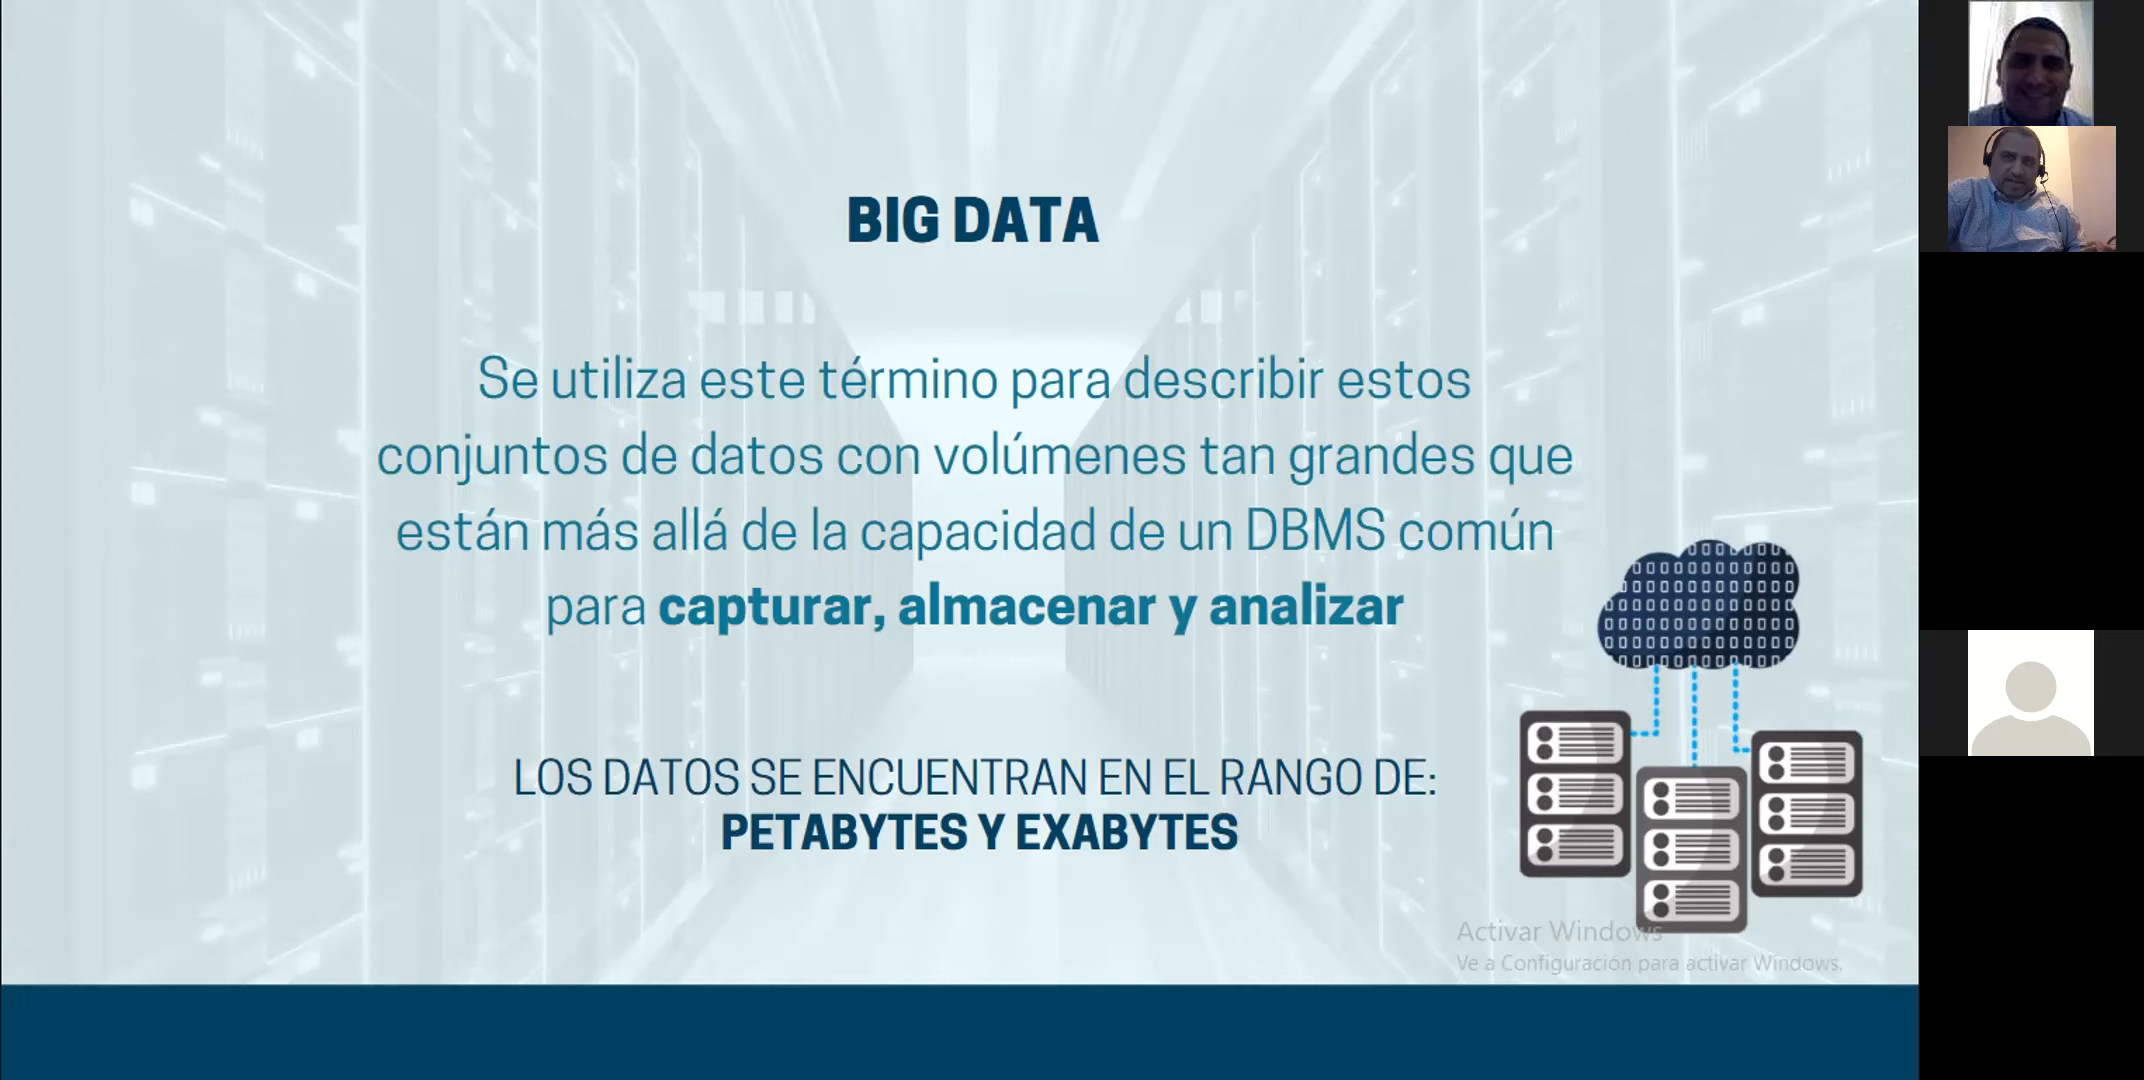 BIG DATA
Se utiliza este término para describir estos
conjuntos de datos con volúmenes tan grandes que
están más allá de la capacidad de un DBMS común
para capturar, almacenar y analizar
LOS DATOS SE ENCUENTRAN EN EL RANGO DE:
PETABYTES Y EXABYTES
Activar Windows
Ve a Configuración para activar Windows.